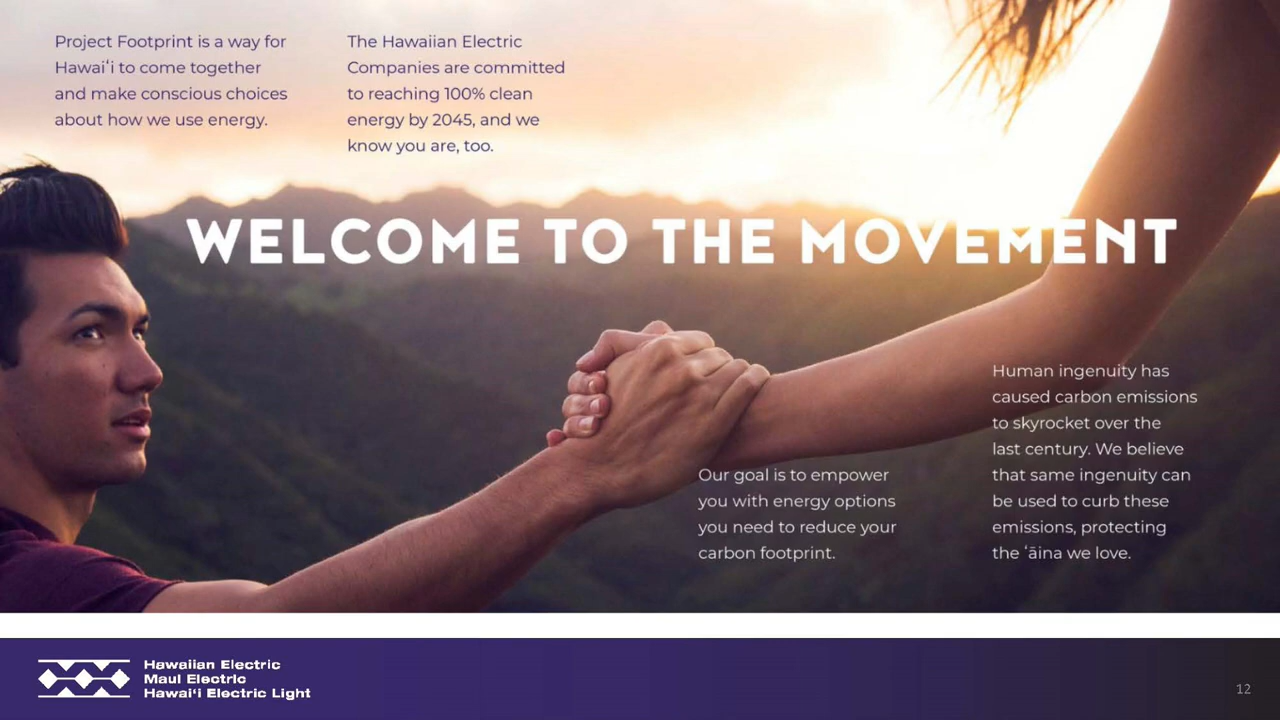 Project Footprint is a way for
Hawaiʻi to come together
and make conscious choices
about how we use energy.
The Hawaiian Electric
Companies are committed
to reaching 100% clean
energy by 2045, and we
know you are, too.
WELCOME TO THE MOVEMENT
Our goal is to empower
you with energy options
you need to reduce your
carbon footprint.
Human ingenuity has
caused carbon emissions
to skyrocket over the
last century. We believe
that same ingenuity can
be used to curb these
emissions, protecting
the ʻāina we love.
Hawaiian Electric
Maui Electric
Hawaiʻi Electric Light
12